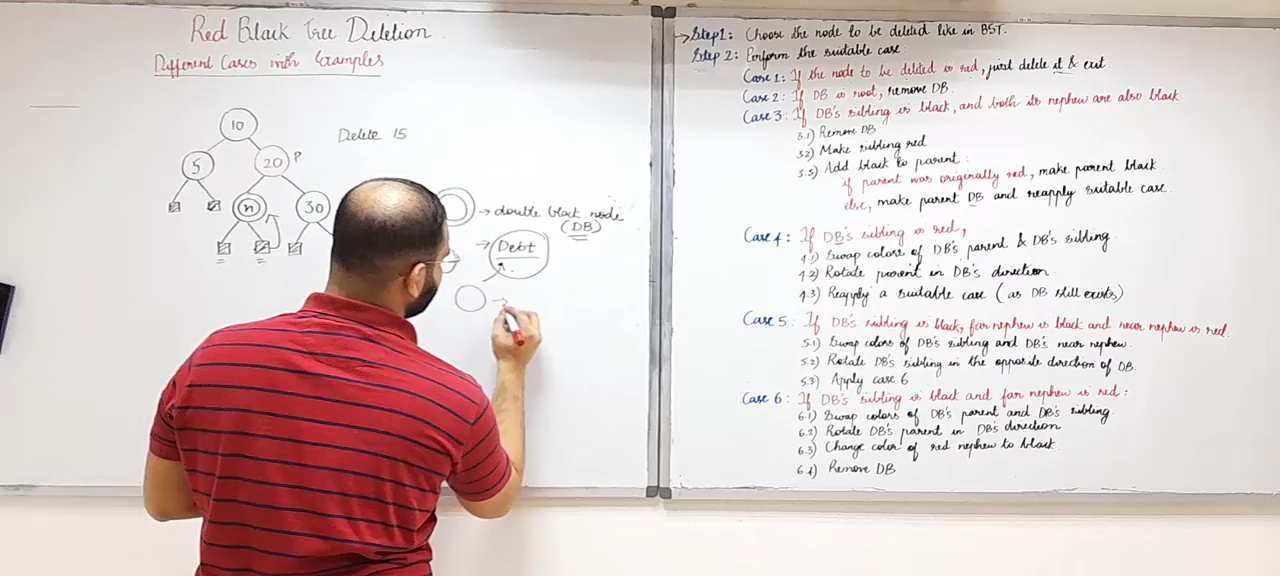 Red Black Tree Deletion
Different Cases with Examples
Delete 15
10
5
20
P
n
30
→ double black node
(DB)
→ Debt
→Step1: Choose the node to be deleted like in BST.
Step 2: Perform the suitable case.
Case 1: If the node to be deleted is red, just delete it & exit.
Case 2: If DB is root, remove DB.
Case 3: If DB's sibling is black, and both its nephew are also black.
3.1) Remove DB
3.2) Make sibling red.
3.3) Add black to parent:
if parent was originally red, make parent black.
else, make parent DB and reapply suitable case.
Case 4: If DB's sibling is red,
4.1) Swap colors of DB's parent & DB's sibling.
4.2) Rotate parent in DB's direction
4.3) Reapply a suitable case (as DB still exists)
Case 5: If DB's sibling is black, far nephew is black and near nephew is red.
5.1) Swap colors of DB's sibling and DB's near nephew.
5.2) Rotate DB's sibling in the opposite direction of DB.
5.3) Apply case 6
Case 6: If DB's sibling is black and far nephew is red:
6.1) Swap colors of DB's parent and DB's sibling
6.2) Rotate DB's parent in DB's direction
6.3) Change color of red nephew to black.
6.4) Remove DB